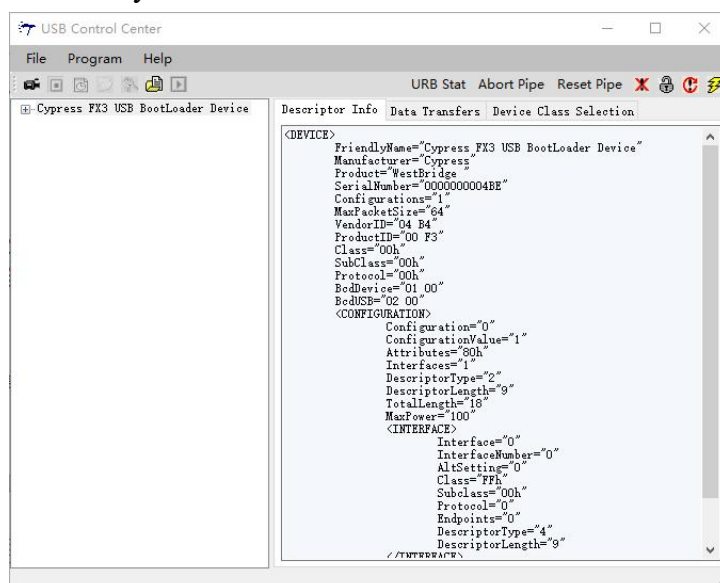 USB Control Center
File Program Help
URB Stat Abort Pipe Reset Pipe
Cypress FX3 USB BootLoader Device
Descriptor Info Data Transfers Device Class Selection
<DEVICE>
FriendlyName="Cypress FX3 USB BootLoader Device"
Manufacturer="Cypress"
Product="WestBridge "
SerialNumber="0000000004BE"
Configurations="1"
MaxPacketSize="64"
VendorID="04 B4"
ProductID="00 F3"
Class="00h"
SubClass="00h"
Protocol="00h"
BcdDevice="01 00"
BcdUSB="02 00"
<CONFIGURATION>
Configuration="0"
ConfigurationValue="1"
Attributes="80h"
Interfaces="1"
DescriptorType="2"
DescriptorLength="9"
TotalLength="18"
MaxPower="100"
<INTERFACE>
Interface="0"
InterfaceNumber="0"
AltSetting="0"
Class="FFh"
Subclass="00h"
Protocol="0"
Endpoints="0"
DescriptorType="4"
DescriptorLength="9"
</INTERFACE>